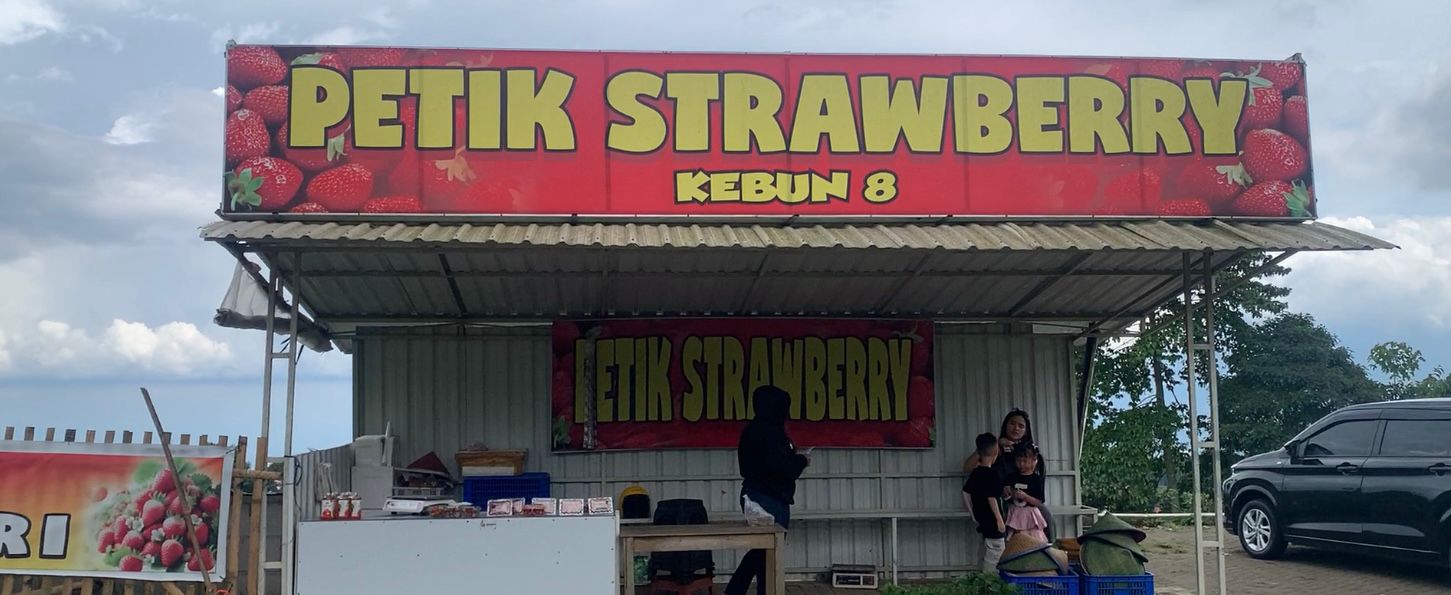 PETIK STRAWBERRY
KEBUN 8
PETIK STRAWBERRY
RI